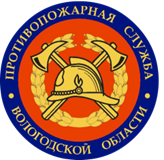 ПРОТИВОПОЖАРНАЯ СЛУЖБА
ВОЛОГОДСКОЙ ОБЛАСТИ